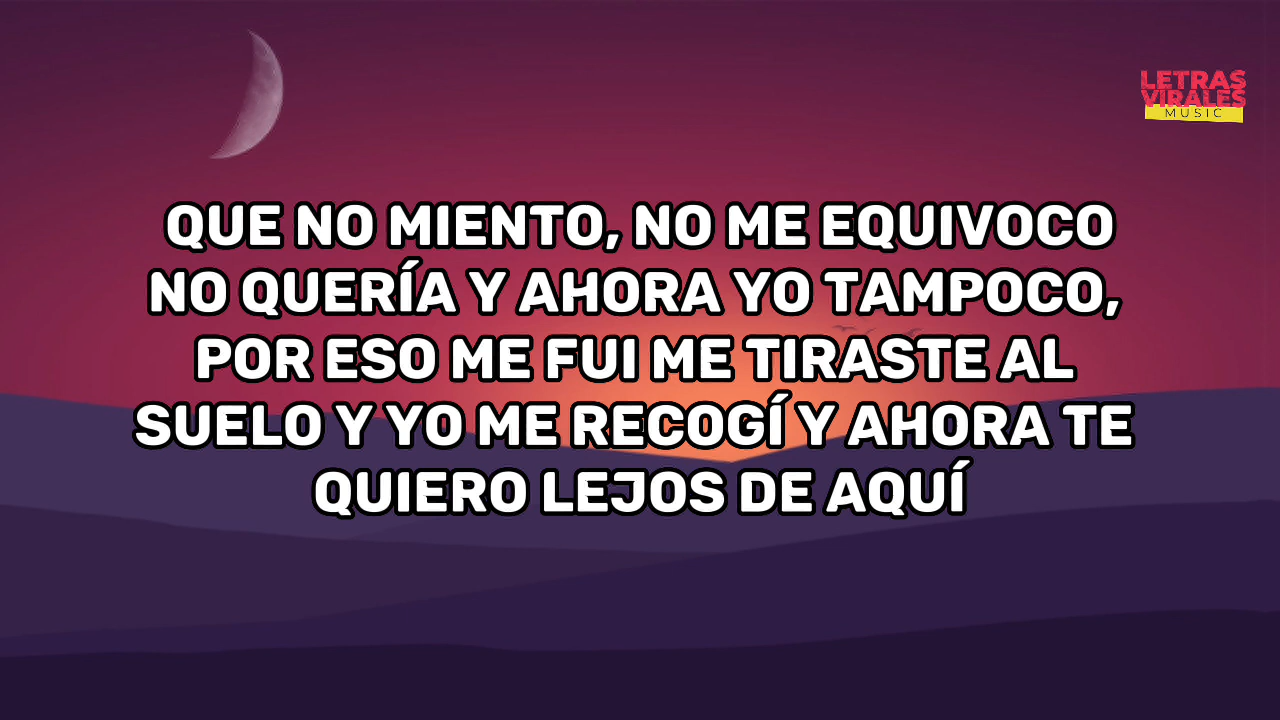 LETRAS
VIRALES
MUSIC
QUE NO MIENTO, NO ME EQUIVOCO
NO QUERÍA Y AHORA YO TAMPOCO,
POR ESO ME FUI ME TIRASTE AL
SUELO Y YO ME RECOGÍ Y AHORA TE
QUIERO LEJOS DE AQUÍ